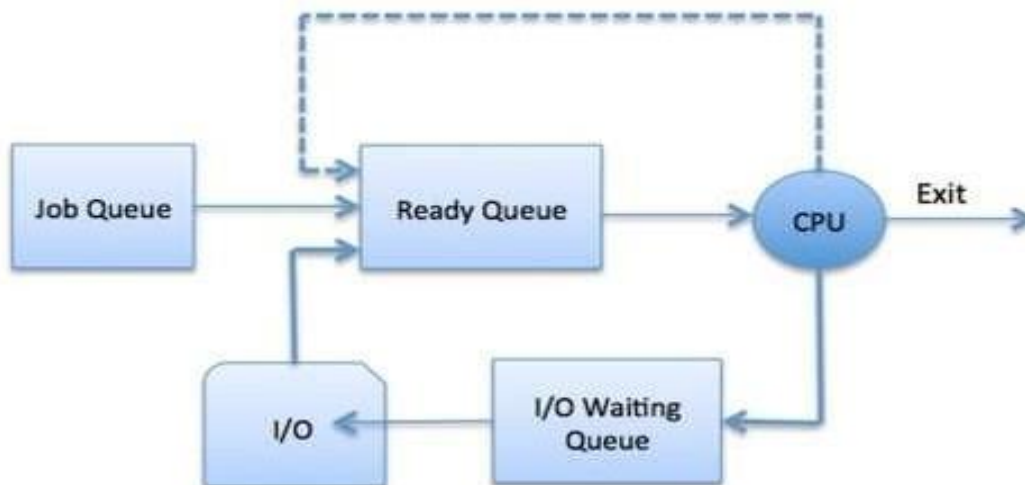 Job Queue
Ready Queue
CPU
Exit
I/O
I/O Waiting
Queue